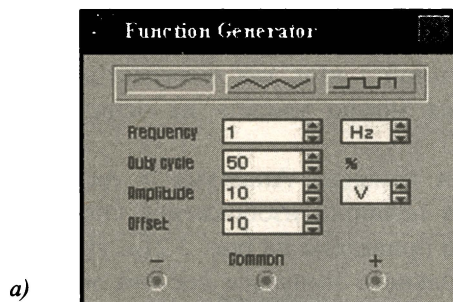 Function Generator
Frequency 1 Hz
Duty cycle 50 %
Amplitude 10 V
Offset 10
− Common +
a)